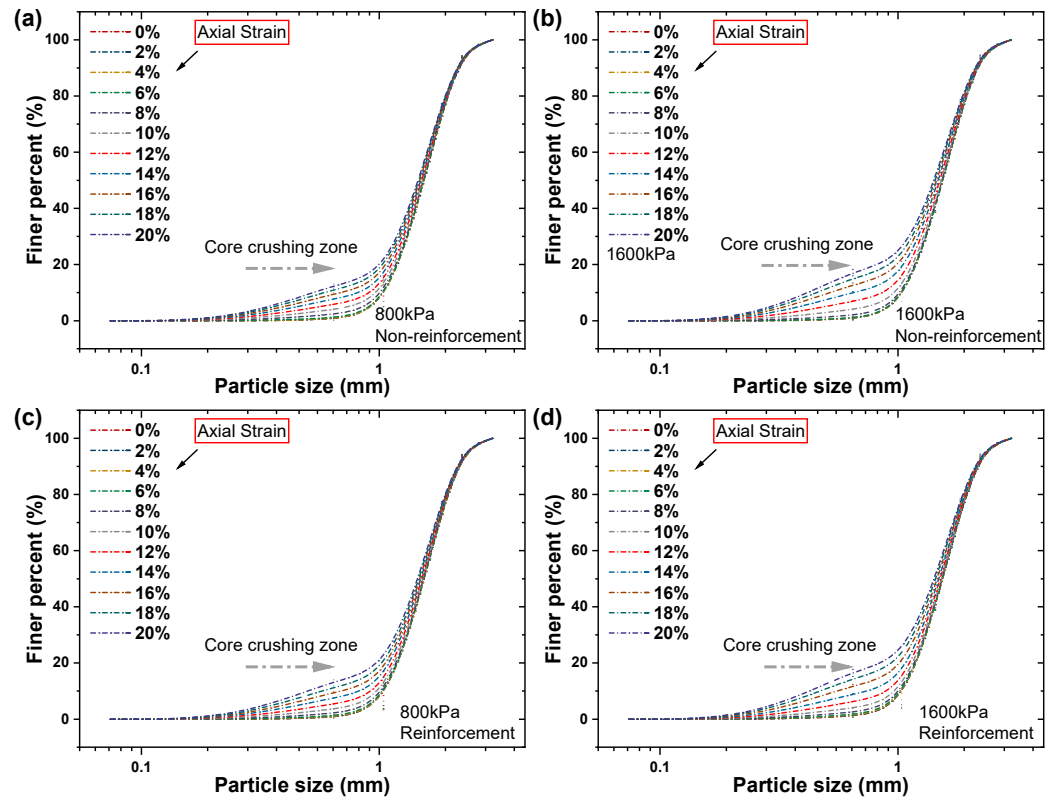 (a)
Axial Strain
0%
2%
4%
6%
8%
10%
12%
14%
16%
18%
20%
Core crushing zone
800kPa
Non-reinforcement
100
80
60
40
20
0
Finer percent (%)
0.1
1
Particle size (mm)
(b)
Axial Strain
0%
2%
4%
6%
8%
10%
12%
14%
16%
18%
20%
1600kPa
Core crushing zone
1600kPa
Non-reinforcement
100
80
60
40
20
0
Finer percent (%)
0.1
1
Particle size (mm)
(c)
Axial Strain
0%
2%
4%
6%
8%
10%
12%
14%
16%
18%
20%
Core crushing zone
800kPa
Reinforcement
100
80
60
40
20
0
Finer percent (%)
0.1
1
Particle size (mm)
(d)
Axial Strain
0%
2%
4%
6%
8%
10%
12%
14%
16%
18%
20%
Core crushing zone
1600kPa
Reinforcement
100
80
60
40
20
0
Finer percent (%)
0.1
1
Particle size (mm)